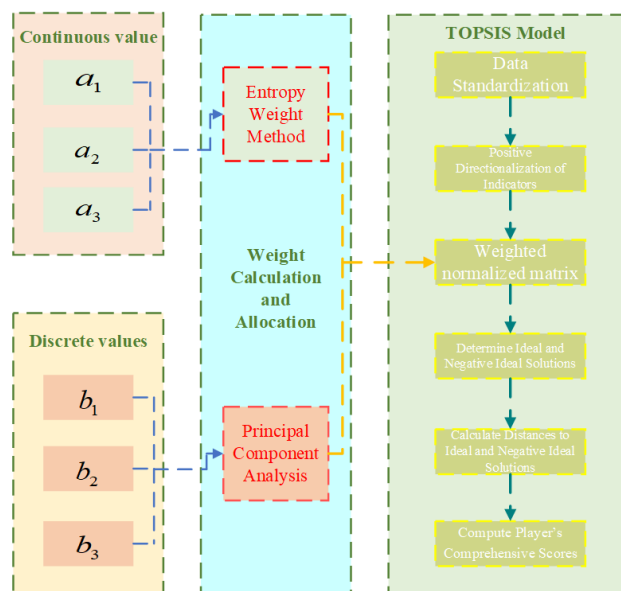 Continuous value
a1
a2
a3
Discrete values
b1
b2
b3
Entropy
Weight
Method
Weight
Calculation
and
Allocation
Principal
Component
Analysis
TOPSIS Model
Data
Standardization
Positive
Directionalization of
Indicators
Weighted
normalized matrix
Determine Ideal and
Negative Ideal Solutions
Calculate Distances to
Ideal and Negative Ideal
Solutions
Compute Player's
Comprehensive Scores